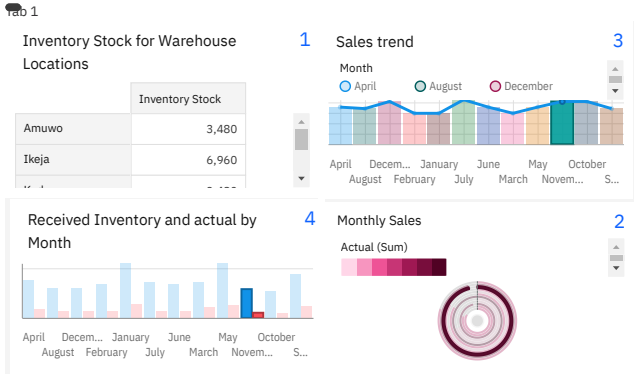 Tab 1
Inventory Stock for Warehouse
Locations
1
Inventory Stock
Amuwo 3,480
Ikeja 6,960
Sales trend
3
Month
April August December
April Decem... January June May October
August February July March Novem... S...
Received Inventory and actual by
Month
4
April Decem... January June May October
August February July March Novem... S...
Monthly Sales
2
Actual (Sum)